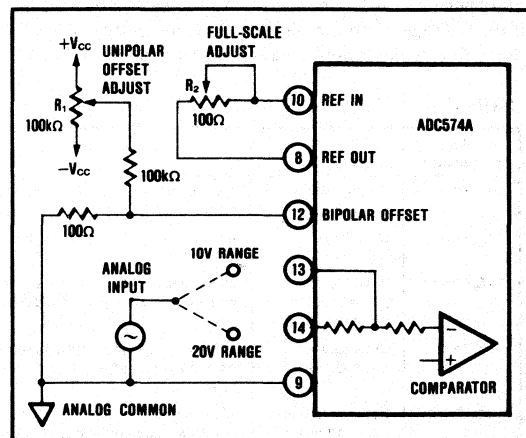 +VCC
UNIPOLAR
OFFSET
ADJUST
R1
100kΩ
−VCC
100kΩ
100Ω
FULL-SCALE
ADJUST
R2
100Ω
10 REF IN
ADC574A
8 REF OUT
12 BIPOLAR OFFSET
ANALOG
INPUT
10V RANGE
20V RANGE
~
13
14
−
+
COMPARATOR
9
ANALOG COMMON